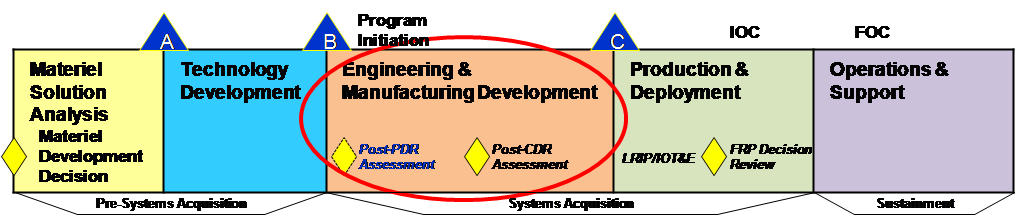 Program
Initiation
IOC
FOC
A
B
C
Materiel
Solution
Analysis
Materiel
Development
Decision
Technology
Development
Engineering &
Manufacturing Development
Post-PDR
Assessment
Post-CDR
Assessment
Production &
Deployment
LRIP/IOT&E
FRP Decision
Review
Operations &
Support
Pre-Systems Acquisition
Systems Acquisition
Sustainment